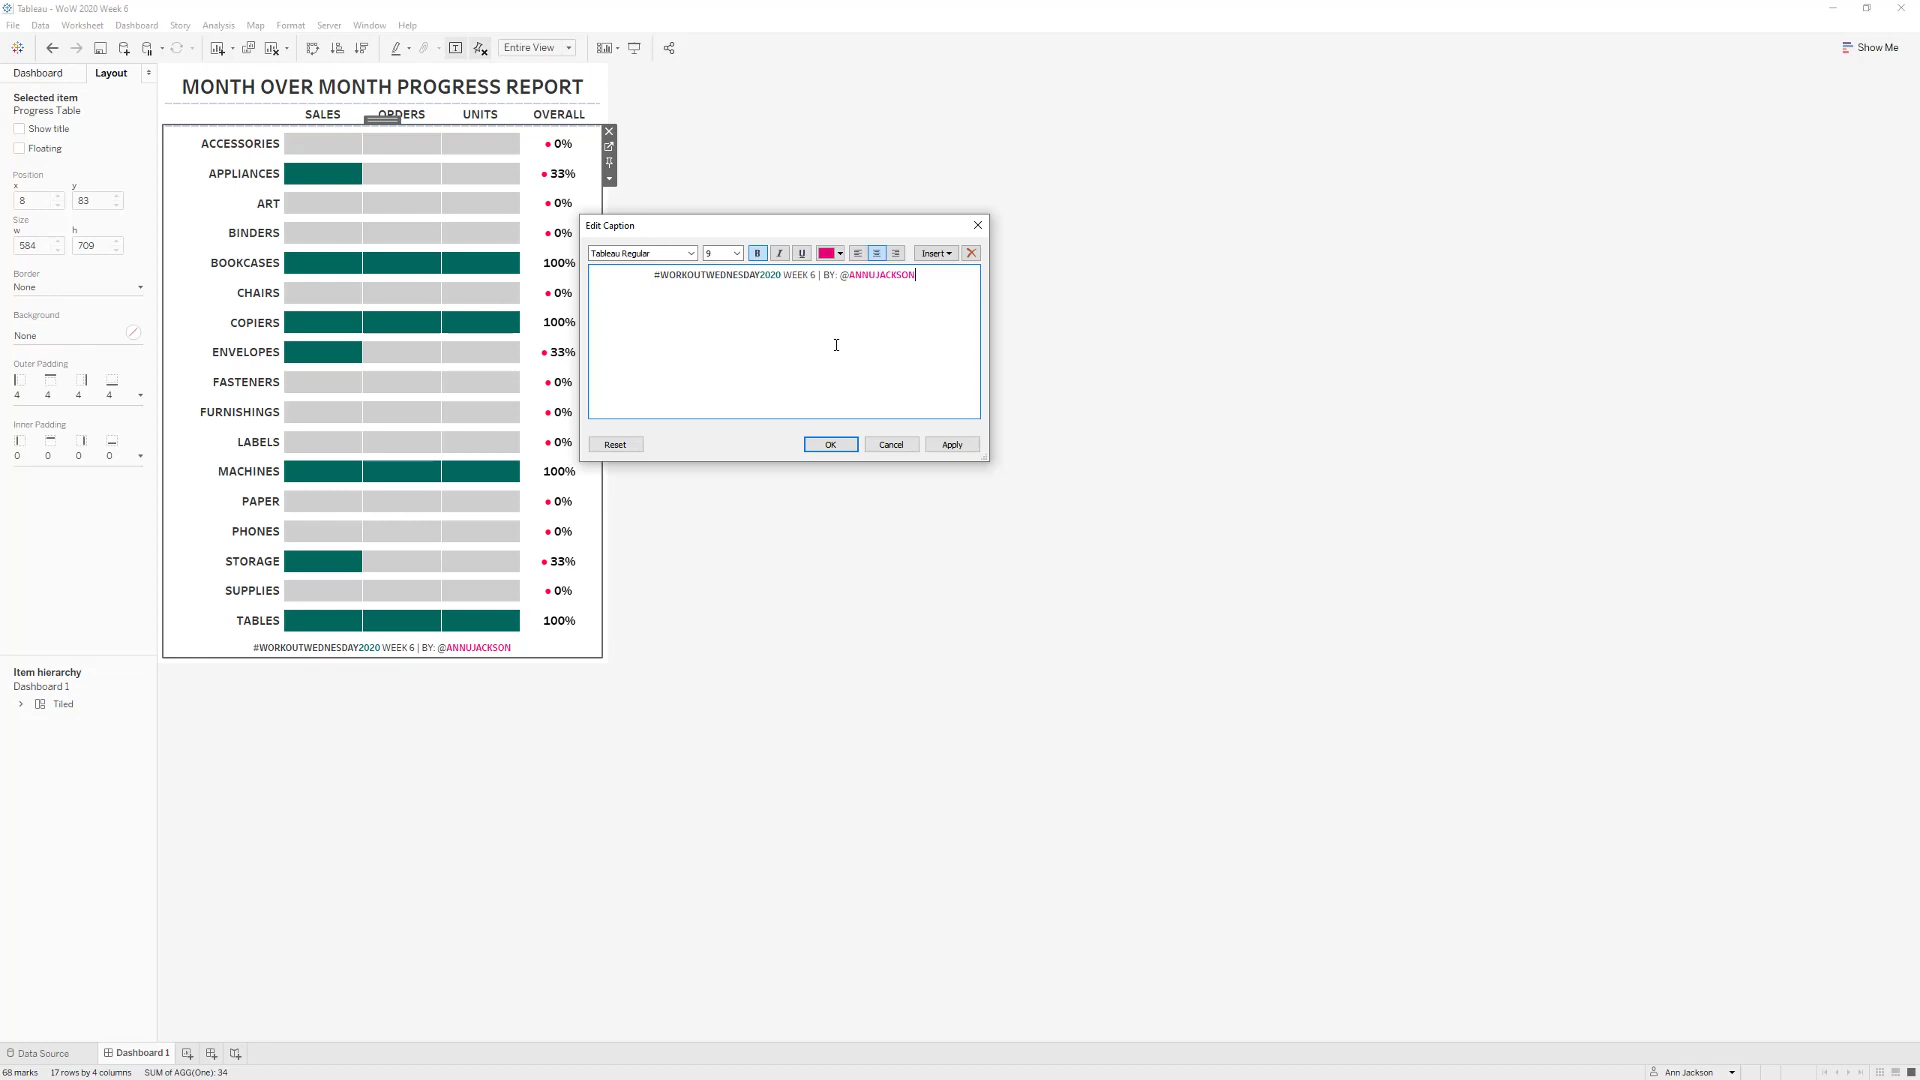 Tableau - WoW 2020 Week 6
File Data Worksheet Dashboard Story Analysis Map Format Server Window Help
Entire View
Show Me
Dashboard Layout
Selected item
Progress Table
Show title
Floating
Position
x y
8 83
Size
w h
584 709
Border
None
Background
None
Outer Padding
4 4 4 4
Inner Padding
0 0 0 0
Item hierarchy
Dashboard 1
Tiled
MONTH OVER MONTH PROGRESS REPORT
SALES ORDERS UNITS OVERALL
ACCESSORIES 0%
APPLIANCES 33%
ART 0%
BINDERS 0%
BOOKCASES 100%
CHAIRS 0%
COPIERS 100%
ENVELOPES 33%
FASTENERS 0%
FURNISHINGS 0%
LABELS 0%
MACHINES 100%
PAPER 0%
PHONES 0%
STORAGE 33%
SUPPLIES 0%
TABLES 100%
#WORKOUTWEDNESDAY2020 WEEK 6 | BY: @ANNUJACKSON
Edit Caption
Tableau Regular 9 B I U Insert
#WORKOUTWEDNESDAY2020 WEEK 6 | BY: @ANNUJACKSON
Reset OK Cancel Apply
Data Source Dashboard 1
68 marks 17 rows by 4 columns SUM of AGG(One): 34 Ann Jackson